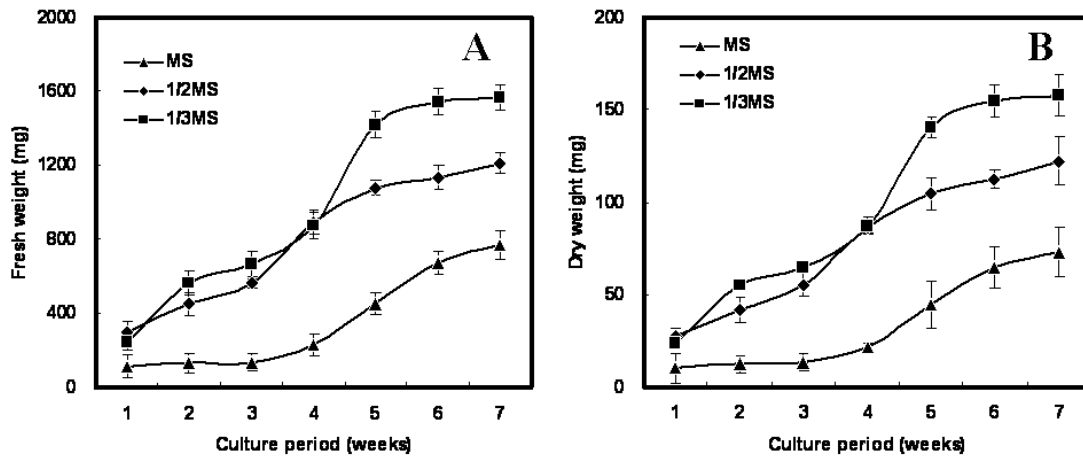 A
MS
1/2MS
1/3MS
Fresh weight (mg)
2000
1600
1200
800
400
0
1 2 3 4 5 6 7
Culture period (weeks)
B
MS
1/2MS
1/3MS
Dry weight (mg)
200
150
100
50
0
1 2 3 4 5 6 7
Culture period (weeks)